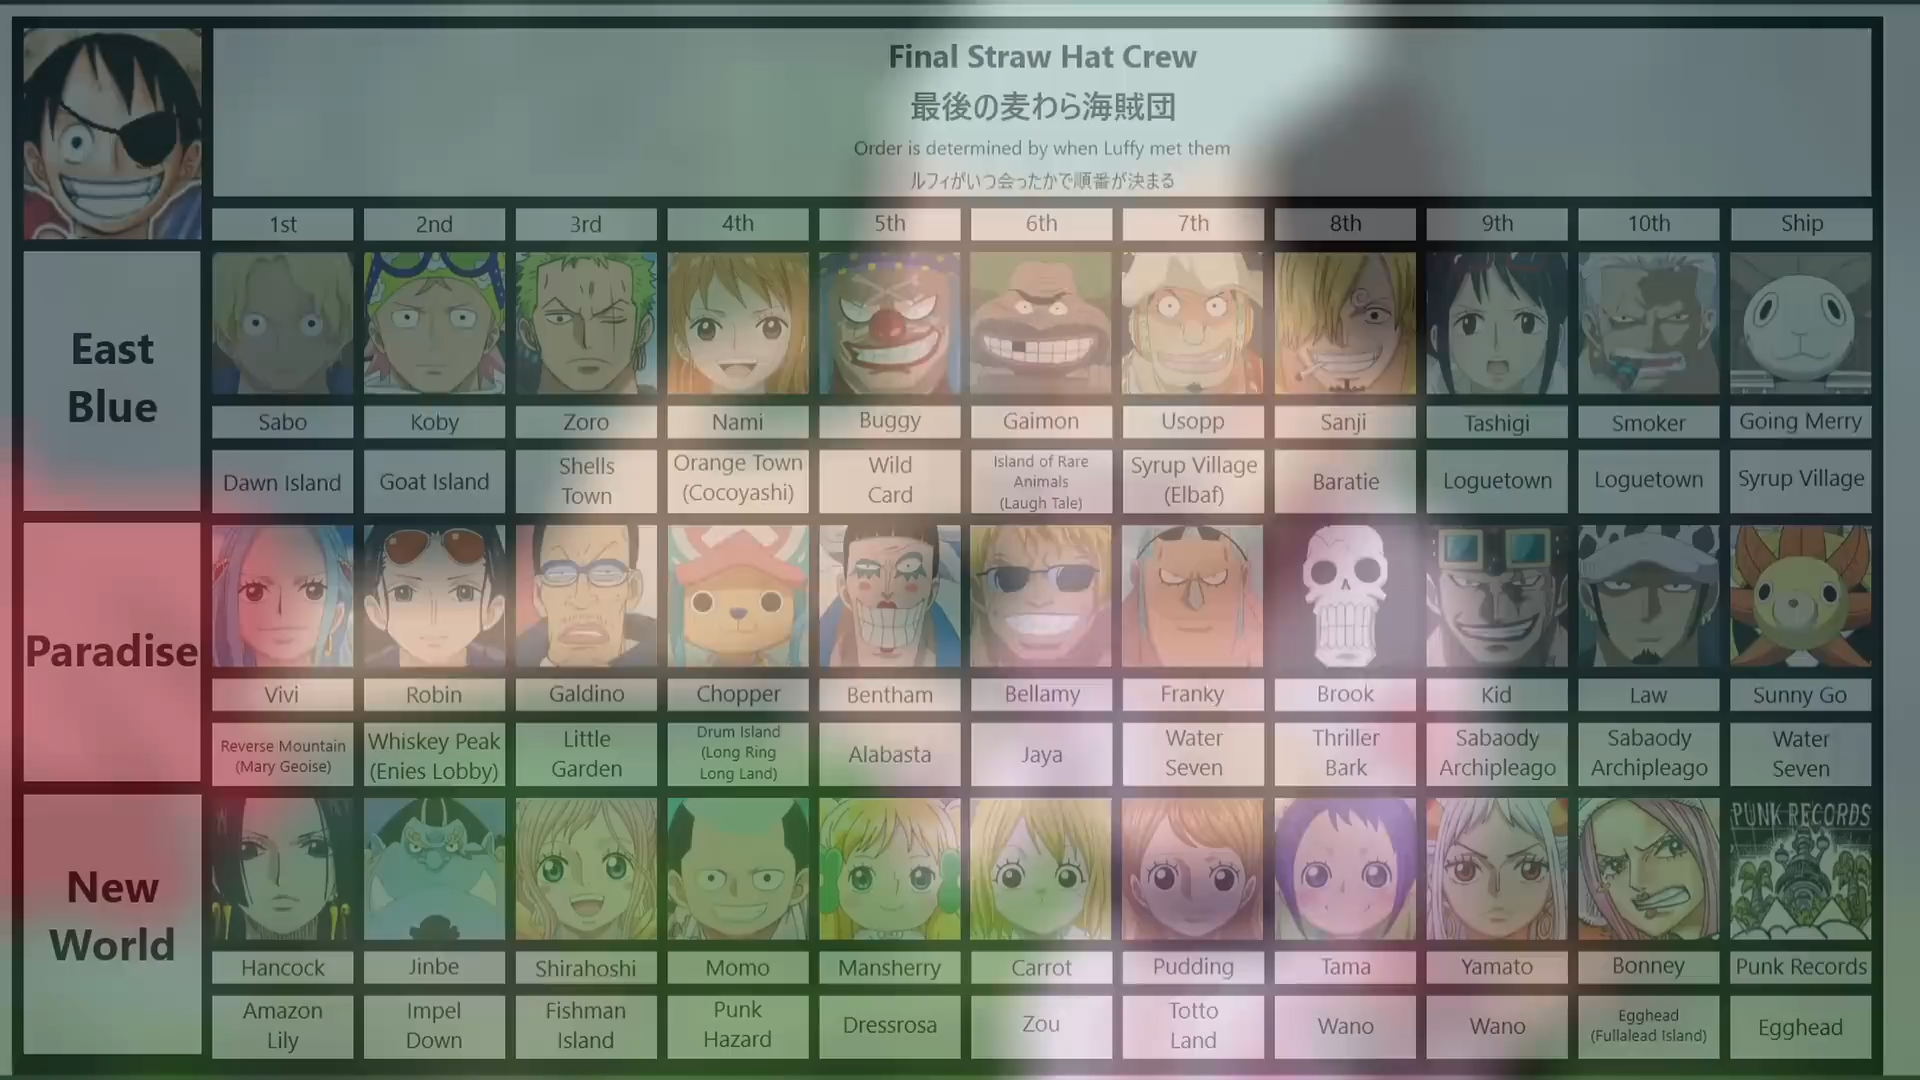 Final Straw Hat Crew
最後の麦わら海賊団
Order is determined by when Luffy met them
ルフィがいつ会ったかで順番が決まる
1st 2nd 3rd 4th 5th 6th 7th 8th 9th 10th Ship
East
Blue
Sabo Koby Zoro Nami Buggy Gaimon Usopp Sanji Tashigi Smoker Going Merry
Dawn Island
Goat Island
Shells
Town
Orange Town
(Cocoyashi)
Wild
Card
Island of Rare
Animals
(Laugh Tale)
Syrup Village
(Elbaf)
Baratie
Loguetown
Loguetown
Syrup Village
Paradise
Vivi Robin Galdino Chopper Bentham Bellamy Franky Brook Kid Law Sunny Go
Reverse Mountain
(Mary Geoise)
Whiskey Peak
(Enies Lobby)
Little
Garden
Drum Island
(Long Ring
Long Land)
Alabasta
Jaya
Water
Seven
Thriller
Bark
Sabaody
Archipleago
Sabaody
Archipleago
Water
Seven
New
World
PUNK RECORDS
Hancock Jinbe Shirahoshi Momo Mansherry Carrot Pudding Tama Yamato Bonney Punk Records
Amazon
Lily
Impel
Down
Fishman
Island
Punk
Hazard
Dressrosa
Zou
Totto
Land
Wano
Wano
Egghead
(Fullalead Island)
Egghead